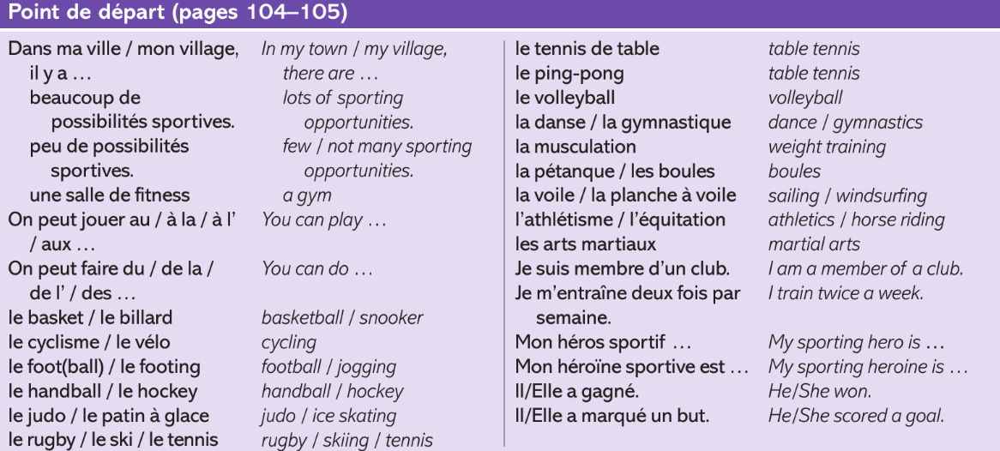 Point de départ (pages 104–105)
Dans ma ville / mon village, In my town / my village,
il y a … there are …
beaucoup de lots of sporting
possibilités sportives. opportunities.
peu de possibilités few / not many sporting
sportives. opportunities.
une salle de fitness a gym
On peut jouer au / à la / à l’ You can play …
/ aux …
On peut faire du / de la / You can do …
de l’ / des …
le basket / le billard basketball / snooker
le cyclisme / le vélo cycling
le foot(ball) / le footing football / jogging
le handball / le hockey handball / hockey
le judo / le patin à glace judo / ice skating
le rugby / le ski / le tennis rugby / skiing / tennis
le tennis de table table tennis
le ping-pong table tennis
le volleyball volleyball
la danse / la gymnastique dance / gymnastics
la musculation weight training
la pétanque / les boules boules
la voile / la planche à voile sailing / windsurfing
l’athlétisme / l’équitation athletics / horse riding
les arts martiaux martial arts
Je suis membre d’un club. I am a member of a club.
Je m’entraîne deux fois par I train twice a week.
semaine.
Mon héros sportif … My sporting hero is …
Mon héroïne sportive est … My sporting heroine is …
Il/Elle a gagné. He/She won.
Il/Elle a marqué un but. He/She scored a goal.